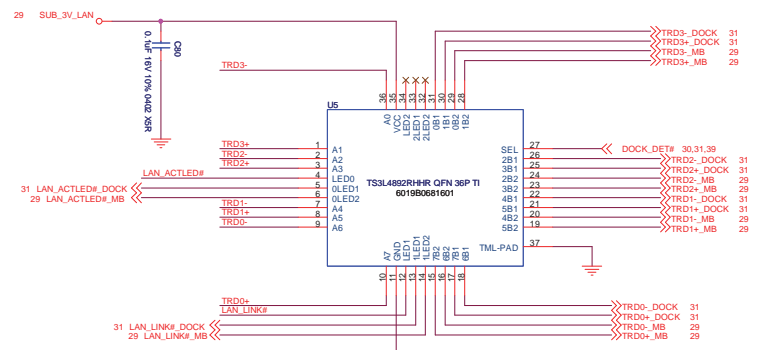 29 SUB_3V_LAN
C80
0.1uF 16V 10% 0402 X5R
TRD3-
TRD3-_DOCK 31
TRD3+_DOCK 31
TRD3-_MB 29
TRD3+_MB 29
36 35 34 33 32 31 30 29 28
U5
A0 VCC LED2 2LED1 2LED2 0B1 1B1 0B2 1B2
TRD3+ 1 A1
TRD2- 2 A2
TRD2+ 3 A3
LAN_ACTLED# 4 LED0
31 LAN_ACTLED#_DOCK 5 0LED1
29 LAN_ACTLED#_MB 6 0LED2
TRD1- 7 A4
TRD1+ 8 A5
TRD0- 9 A6
TS3L4892RHHR QFN 36P TI
6019B0681601
SEL 27 DOCK_DET# 30,31,39
2B1 26 TRD2-_DOCK 31
3B1 25 TRD2+_DOCK 31
2B2 24 TRD2-_MB 29
3B2 23 TRD2+_MB 29
4B1 22 TRD1-_DOCK 31
5B1 21 TRD1+_DOCK 31
4B2 20 TRD1-_MB 29
5B2 19 TRD1+_MB 29
TML-PAD 37
A7 GND LED1 1LED1 1LED2 7B2 6B2 7B1 6B1
10 11 12 13 14 15 16 17 18
TRD0+
LAN_LINK#
31 LAN_LINK#_DOCK
29 LAN_LINK#_MB
TRD0-_DOCK 31
TRD0+_DOCK 31
TRD0-_MB 29
TRD0+_MB 29